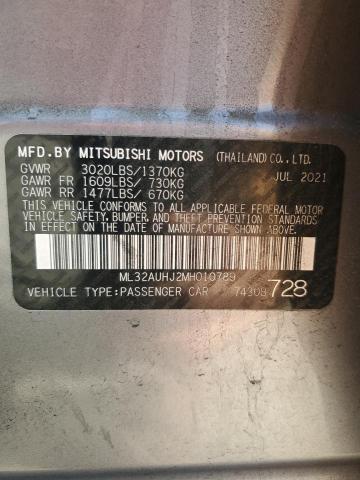 MFD.BY MITSUBISHI MOTORS (THAILAND) CO., LTD.
GVWR 3020LBS/1370KG JUL 2021
GAWR FR 1609LBS/ 730KG
GAWR RR 1477LBS/ 670KG
THIS VEHICLE CONFORMS TO ALL APPLICABLE FEDERAL MOTOR
VEHICLE SAFETY, BUMPER, AND THEFT PREVENTION STANDARDS
IN EFFECT ON THE DATE OF MANUFACTURE SHOWN ABOVE.
ML32AUHJ2MH010789
VEHICLE TYPE:PASSENGER CAR 74309 728